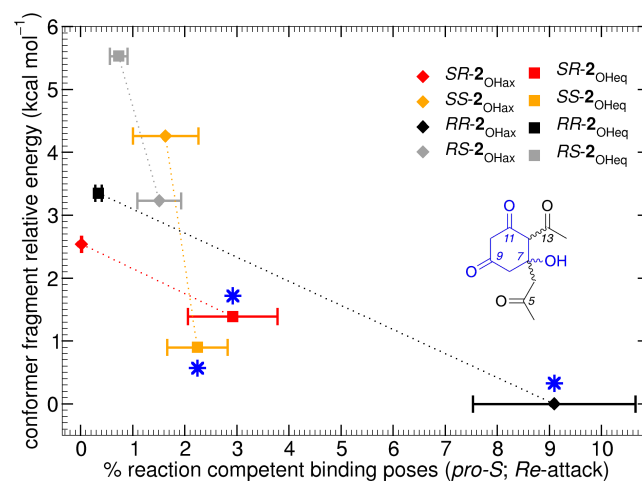 conformer fragment relative energy (kcal mol⁻¹)
6
5
4
3
2
1
0
SR-2OHax SR-2OHeq
SS-2OHax SS-2OHeq
RR-2OHax RR-2OHeq
RS-2OHax RS-2OHeq
O O
11 13
9 7 OH
O
O 5
0 1 2 3 4 5 6 7 8 9 10
% reaction competent binding poses (pro-S; Re-attack)